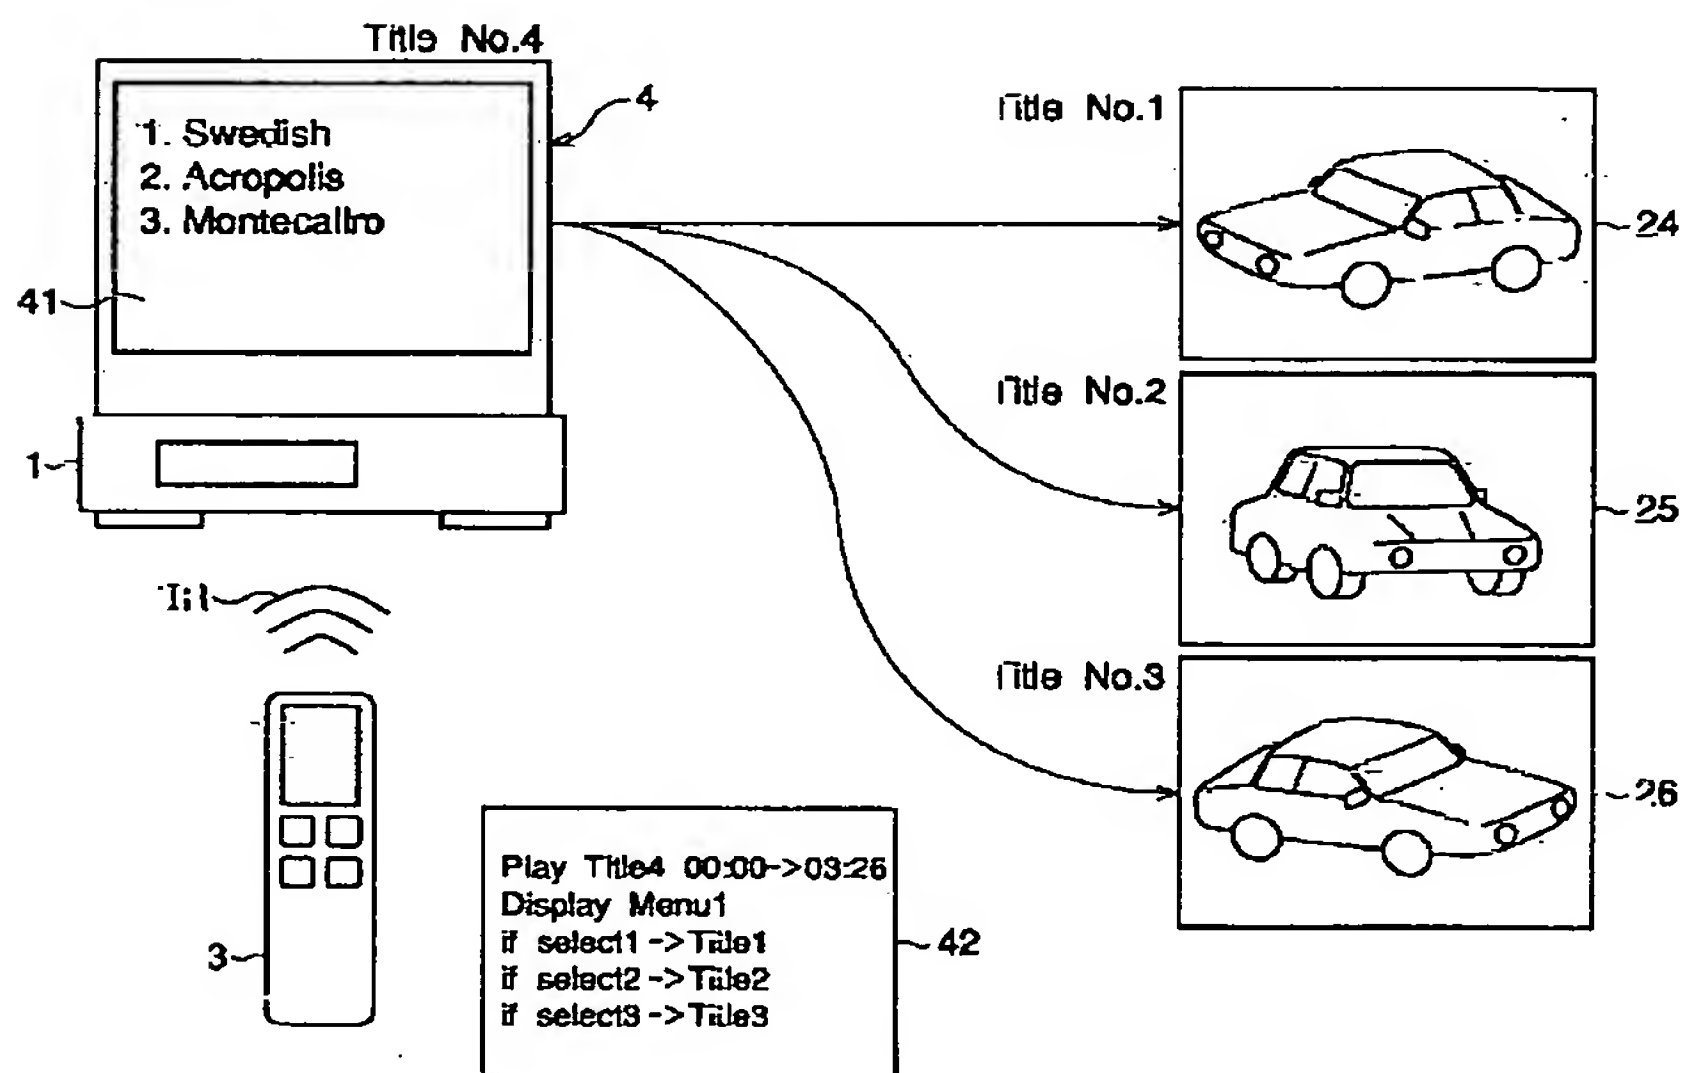 Title No.4
4
1. Swedish
2. Acropolis
3. Montecallro
41
1
3
Title No.1
24
Title No.2
25
Title No.3
26
Play Title4 00:00->03:26
Display Menu1
if select1->Title1
if select2->Title2
if select3->Title3
42